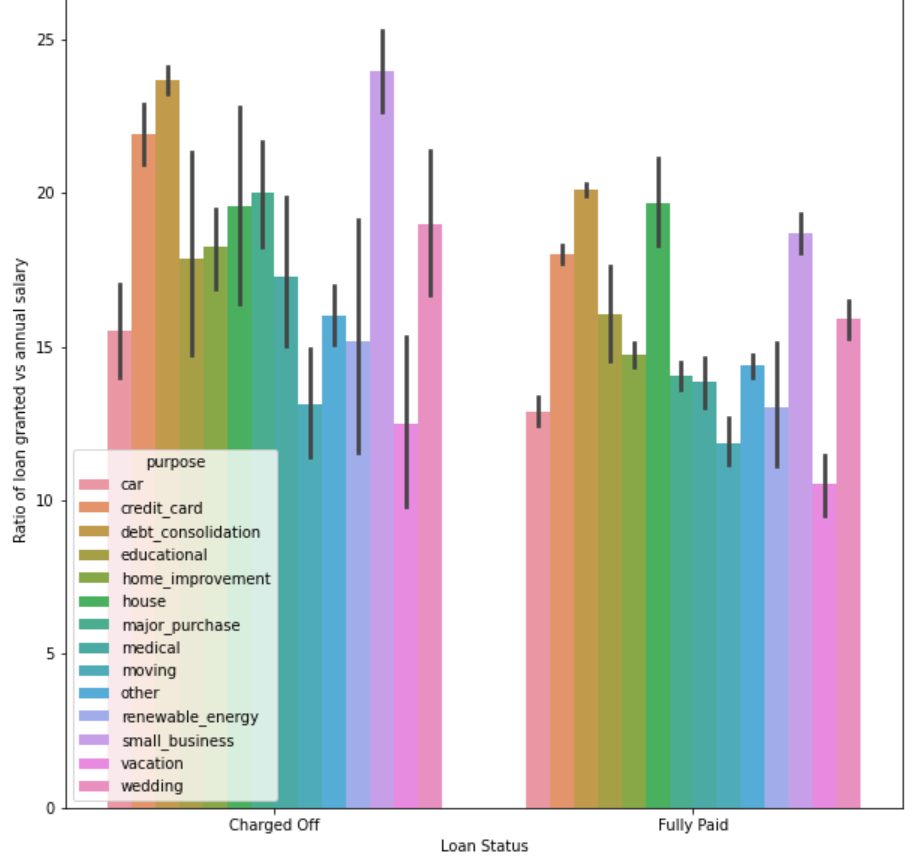 25
20
15
10
5
0
Ratio of loan granted vs annual salary
purpose
car
credit_card
debt_consolidation
educational
home_improvement
house
major_purchase
medical
moving
other
renewable_energy
small_business
vacation
wedding
Charged Off
Fully Paid
Loan Status